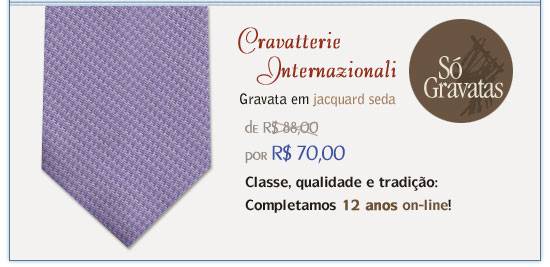 Cravatterie
Internazionali
Só
Gravatas
Gravata em jacquard seda
DE R$ 88,00
POR R$ 70,00
Classe, qualidade e tradição:
Completamos 12 anos on-line!